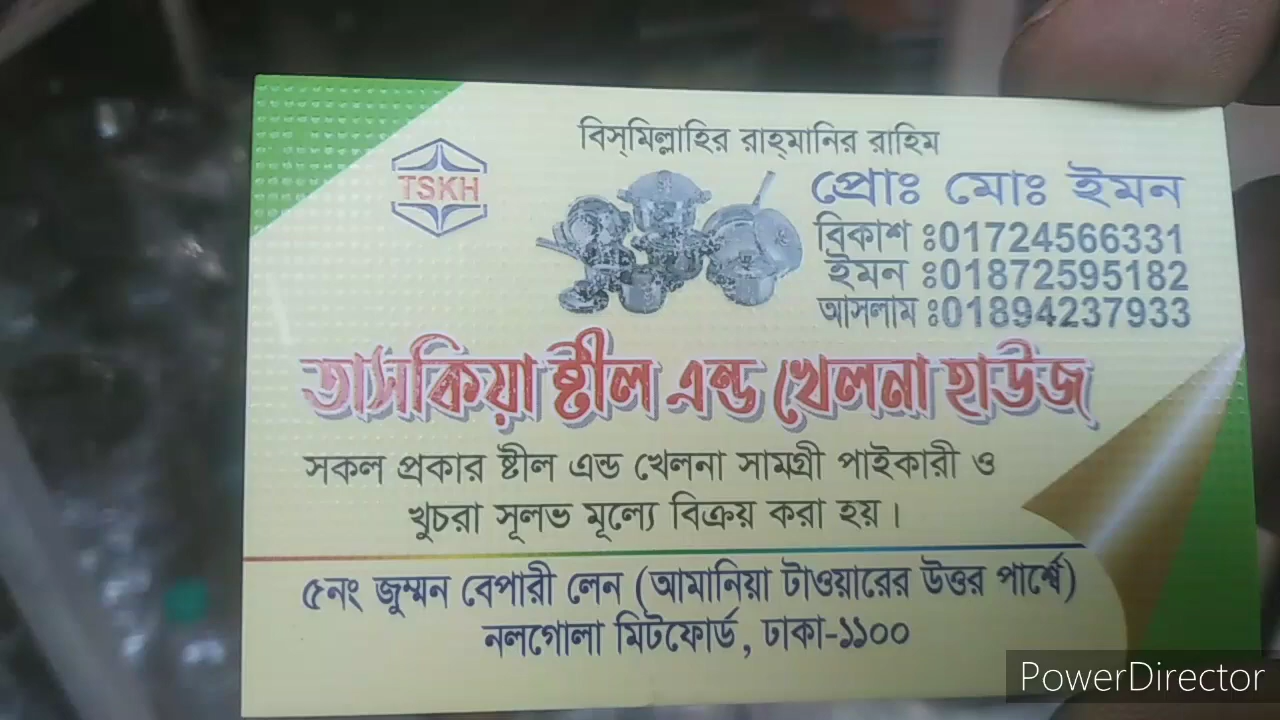 বিস্‌মিল্লাহির রাহ্‌মানির রাহিম
TSKH
প্রোঃ মোঃ ইমন
বিকাশ ঃ01724566331
ইমন ঃ01872595182
আসলাম ঃ01894237933
তাসকিয়া ষ্টীল এন্ড খেলনা হাউজ
সকল প্রকার ষ্টীল এন্ড খেলনা সামগ্রী পাইকারী ও
খুচরা সূলভ মূল্যে বিক্রয় করা হয়।
৫নং জুম্মন বেপারী লেন (আমানিয়া টাওয়ারের উত্তর পার্শ্বে)
নলগোলা মিটফোর্ড, ঢাকা-১১০০
PowerDirector